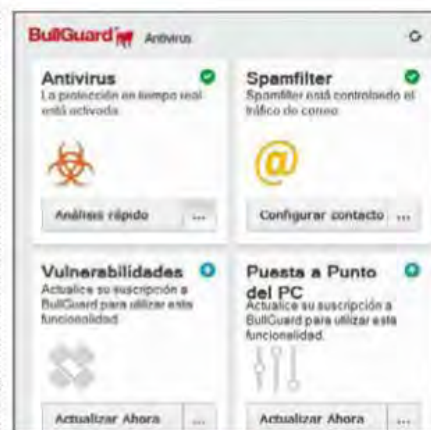 BullGuard Antivirus
Antivirus
La protección en tiempo real
está activada.
Análisis rápido ...
Spamfilter
Spamfilter está controlando el
tráfico de correo.
@
Configurar contacto ...
Vulnerabilidades
Actualice su suscripción a
BullGuard para utilizar esta
funcionalidad.
Actualizar Ahora ...
Puesta a Punto
del PC
Actualice su suscripción a
BullGuard para utilizar esta
funcionalidad.
Actualizar Ahora ...